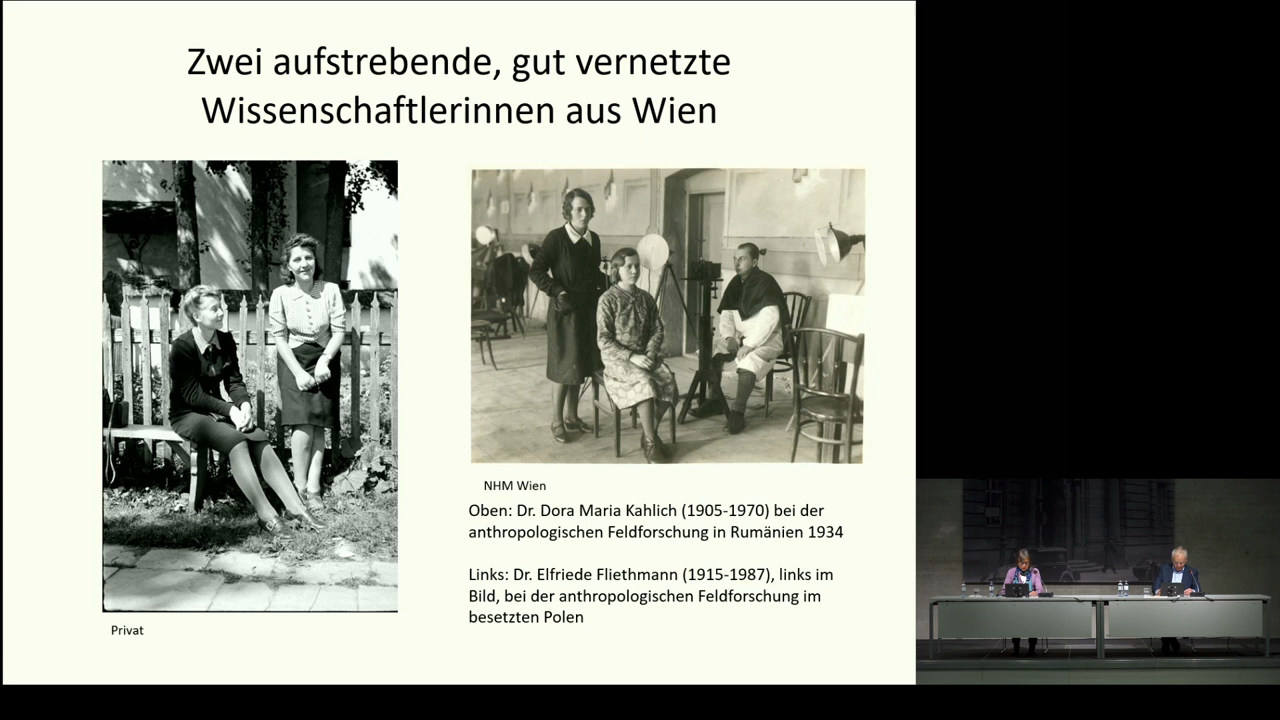 Zwei aufstrebende, gut vernetzte
Wissenschaftlerinnen aus Wien
NHM Wien
Oben: Dr. Dora Maria Kahlich (1905-1970) bei der
anthropologischen Feldforschung in Rumänien 1934
Links: Dr. Elfriede Fliethmann (1915-1987), links im
Bild, bei der anthropologischen Feldforschung im
besetzten Polen
Privat